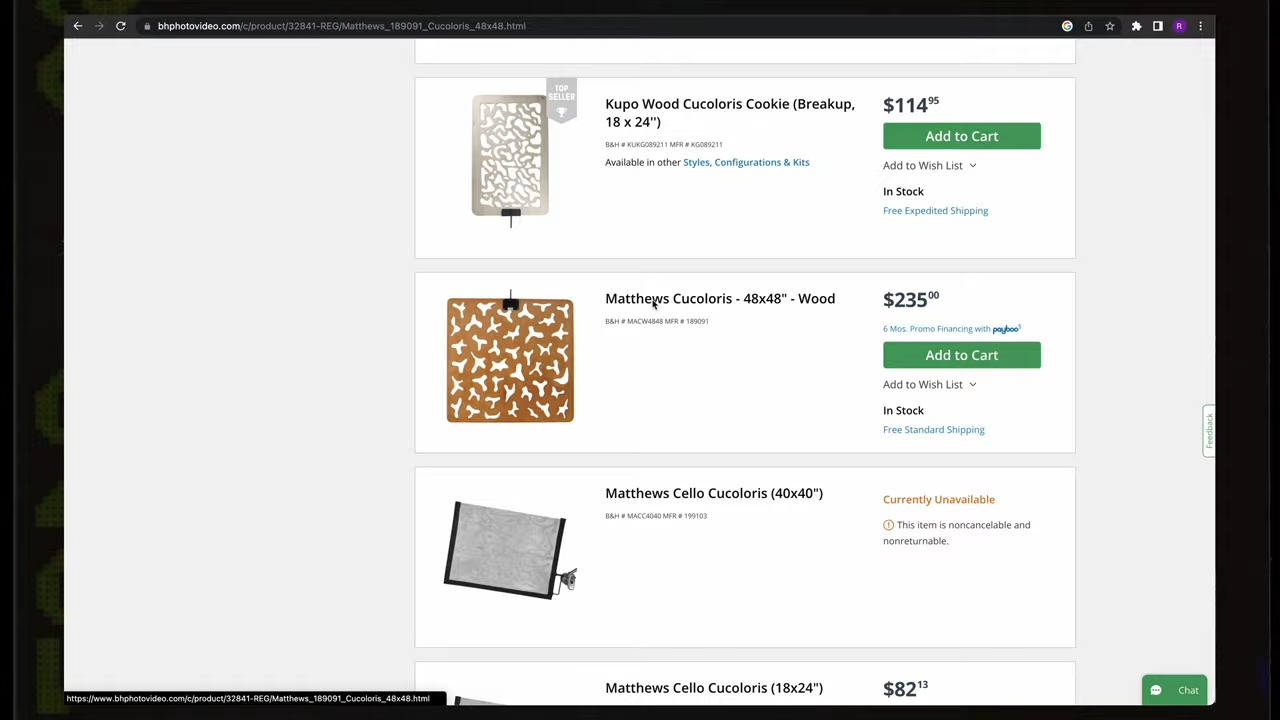 bhphotovideo.com/c/product/32841-REG/Matthews_189091_Cucoloris_48x48.html
R
TOP
SELLER
Kupo Wood Cucoloris Cookie (Breakup,
18 x 24")
B&H # KUKG089211 MFR # KG089211
Available in other Styles, Configurations & Kits
$114 95
Add to Cart
Add to Wish List
In Stock
Free Expedited Shipping
Matthews Cucoloris - 48x48" - Wood
B&H # MACW4848 MFR # 189091
$235 00
6 Mos. Promo Financing with payboo
Add to Cart
Add to Wish List
In Stock
Free Standard Shipping
Feedback
Matthews Cello Cucoloris (40x40")
B&H # MACC4040 MFR # 199103
Currently Unavailable
This item is noncancelable and
nonreturnable.
Matthews Cello Cucoloris (18x24")
$82 13
Chat
https://www.bhphotovideo.com/c/product/32841-REG/Matthews_189091_Cucoloris_48x48.html